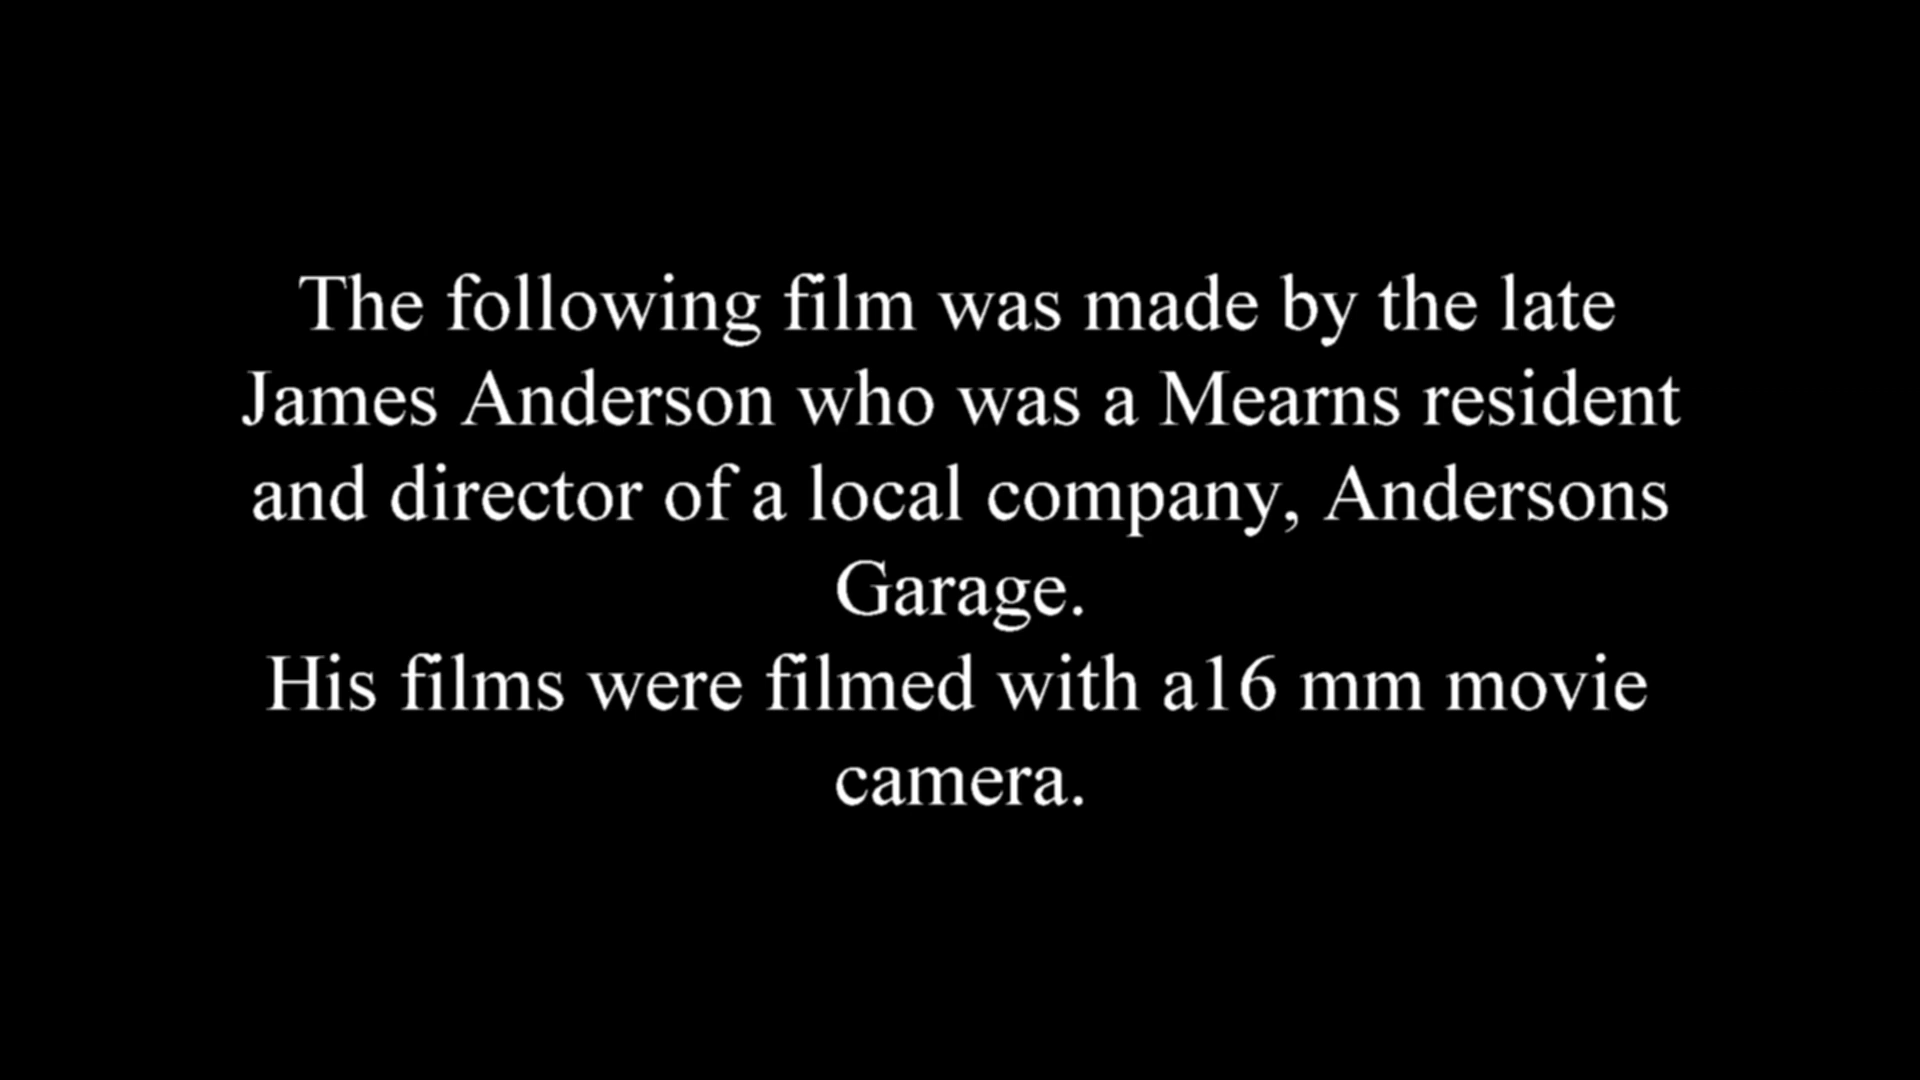 The following film was made by the late
James Anderson who was a Mearns resident
and director of a local company, Andersons
Garage.
His films were filmed with a16 mm movie
camera.